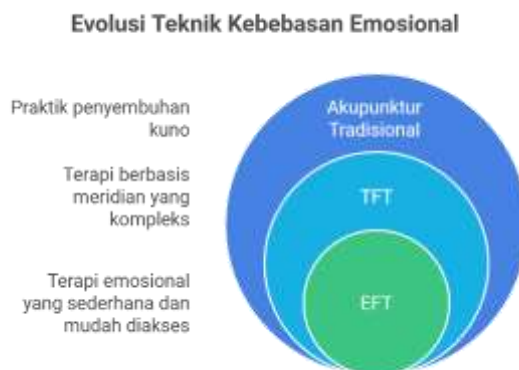 Evolusi Teknik Kebebasan Emosional
Praktik penyembuhan
kuno
Akupunktur
Tradisional
Terapi berbasis
meridian yang
kompleks
TFT
Terapi emosional
yang sederhana dan
mudah diakses
EFT